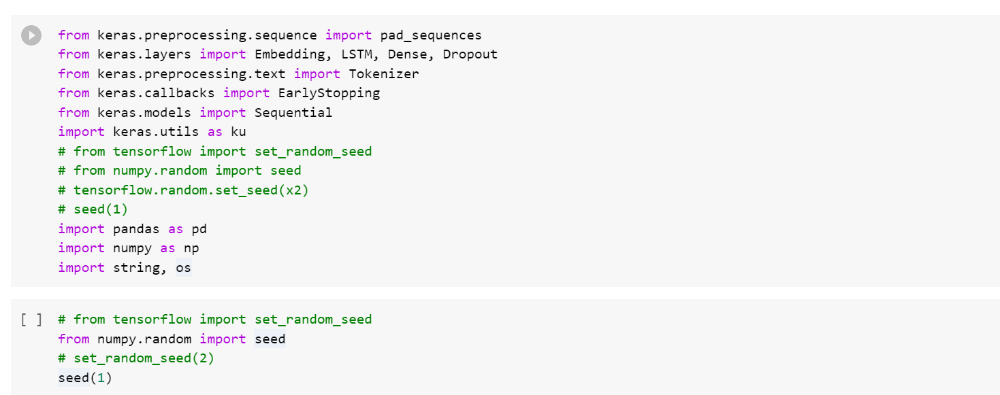 from keras.preprocessing.sequence import pad_sequences
from keras.layers import Embedding, LSTM, Dense, Dropout
from keras.preprocessing.text import Tokenizer
from keras.callbacks import EarlyStopping
from keras.models import Sequential
import keras.utils as ku
# from tensorflow import set_random_seed
# from numpy.random import seed
# tensorflow.random.set_seed(x2)
# seed(1)
import pandas as pd
import numpy as np
import string, os
[ ] # from tensorflow import set_random_seed
from numpy.random import seed
# set_random_seed(2)
seed(1)